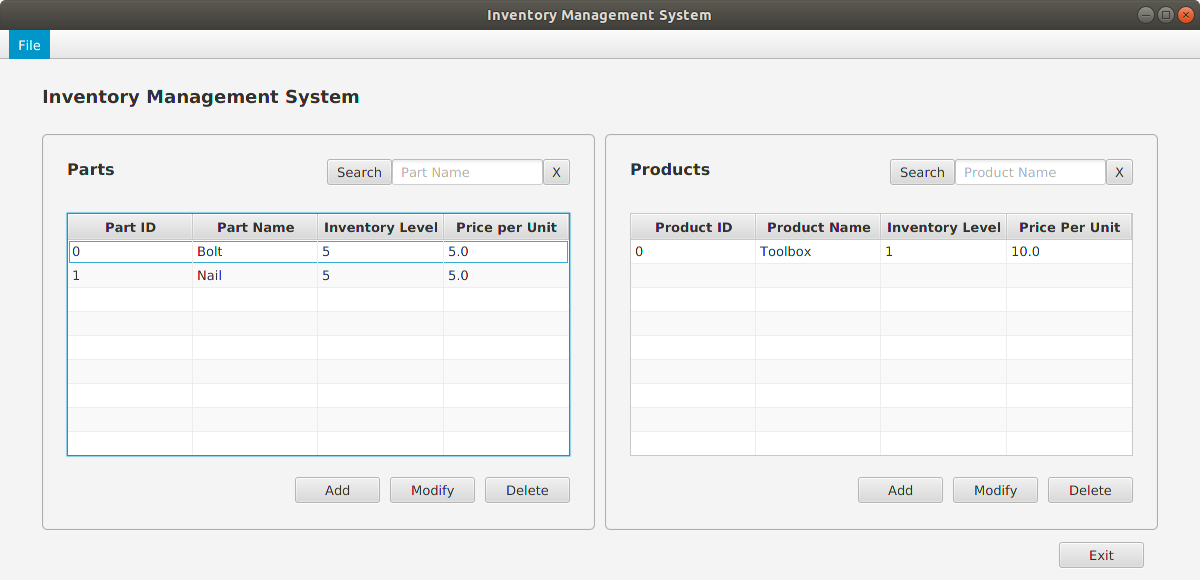 Inventory Management System
File
Inventory Management System
Parts
Search Part Name X
Part ID Part Name Inventory Level Price per Unit
0 Bolt 5 5.0
1 Nail 5 5.0
Add Modify Delete
Products
Search Product Name X
Product ID Product Name Inventory Level Price Per Unit
0 Toolbox 1 10.0
Add Modify Delete
Exit